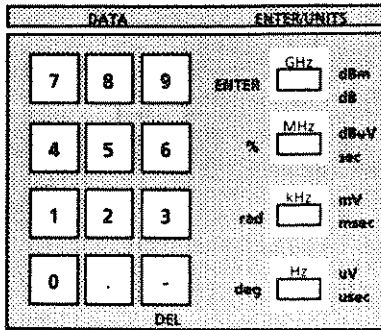 DATA ENTER/UNITS
7 8 9 ENTER GHz dBm
dB
4 5 6 % MHz dBuV
sec
1 2 3 rad kHz mV
msec
0 . - deg Hz uV
usec
DEL